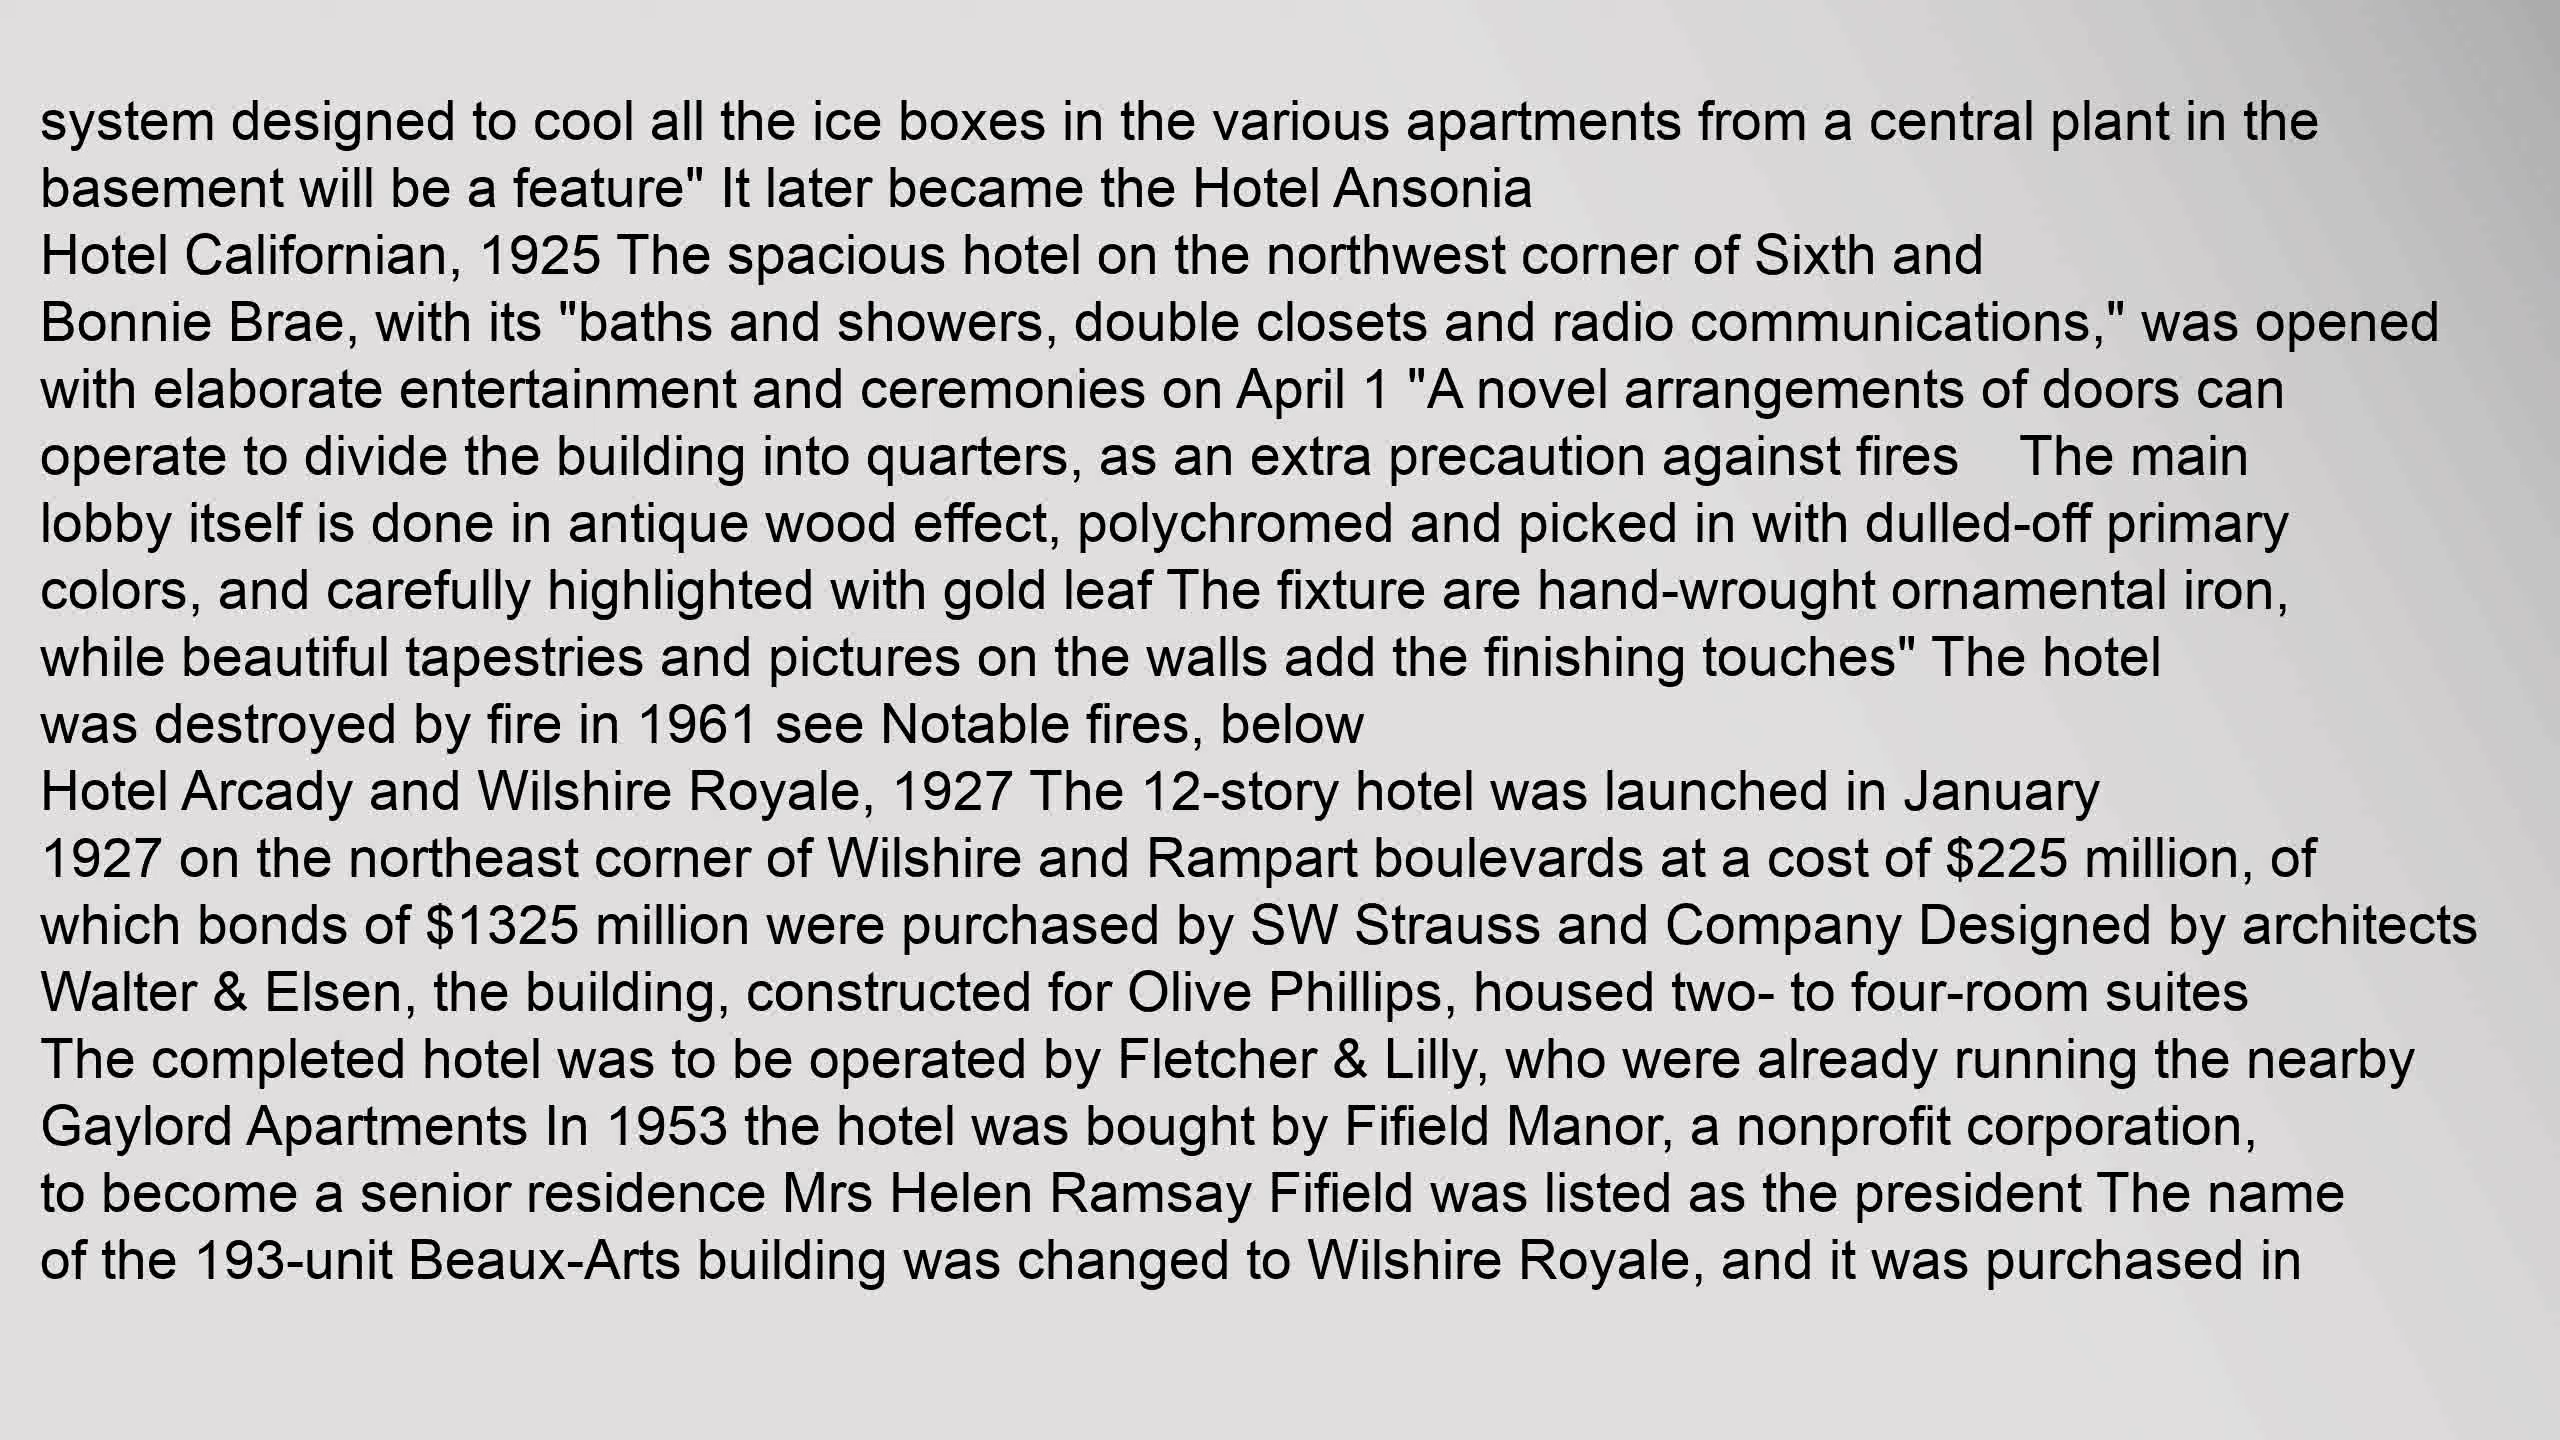 system designed to cool all the ice boxes in the various apartments from a central plant in the
basement will be a feature" It later became the Hotel Ansonia
Hotel Californian, 1925 The spacious hotel on the northwest corner of Sixth and
Bonnie Brae, with its "baths and showers, double closets and radio communications," was opened
with elaborate entertainment and ceremonies on April 1 "A novel arrangements of doors can
operate to divide the building into quarters, as an extra precaution against fires    The main
lobby itself is done in antique wood effect, polychromed and picked in with dulled-off primary
colors, and carefully highlighted with gold leaf The fixture are hand-wrought ornamental iron,
while beautiful tapestries and pictures on the walls add the finishing touches" The hotel
was destroyed by fire in 1961 see Notable fires, below
Hotel Arcady and Wilshire Royale, 1927 The 12-story hotel was launched in January
1927 on the northeast corner of Wilshire and Rampart boulevards at a cost of $225 million, of
which bonds of $1325 million were purchased by SW Strauss and Company Designed by architects
Walter & Elsen, the building, constructed for Olive Phillips, housed two- to four-room suites
The completed hotel was to be operated by Fletcher & Lilly, who were already running the nearby
Gaylord Apartments In 1953 the hotel was bought by Fifield Manor, a nonprofit corporation,
to become a senior residence Mrs Helen Ramsay Fifield was listed as the president The name
of the 193-unit Beaux-Arts building was changed to Wilshire Royale, and it was purchased in